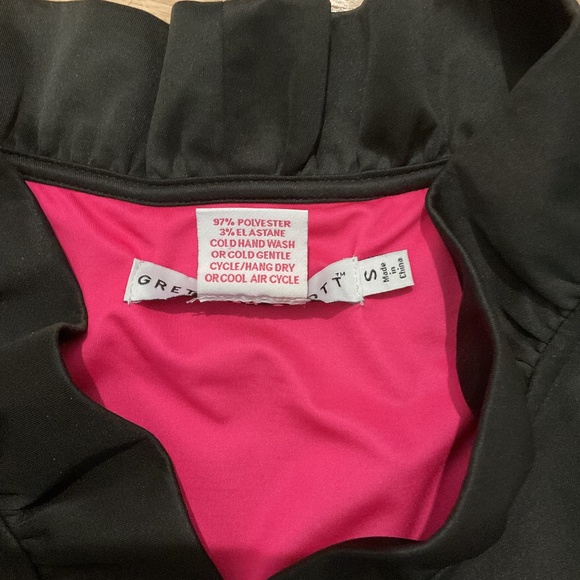 97% POLYESTER
3% ELASTANE
COLD HAND WASH
OR COLD GENTLE
CYCLE/HANG DRY
OR COOL AIR CYCLE
S
Made
in
China